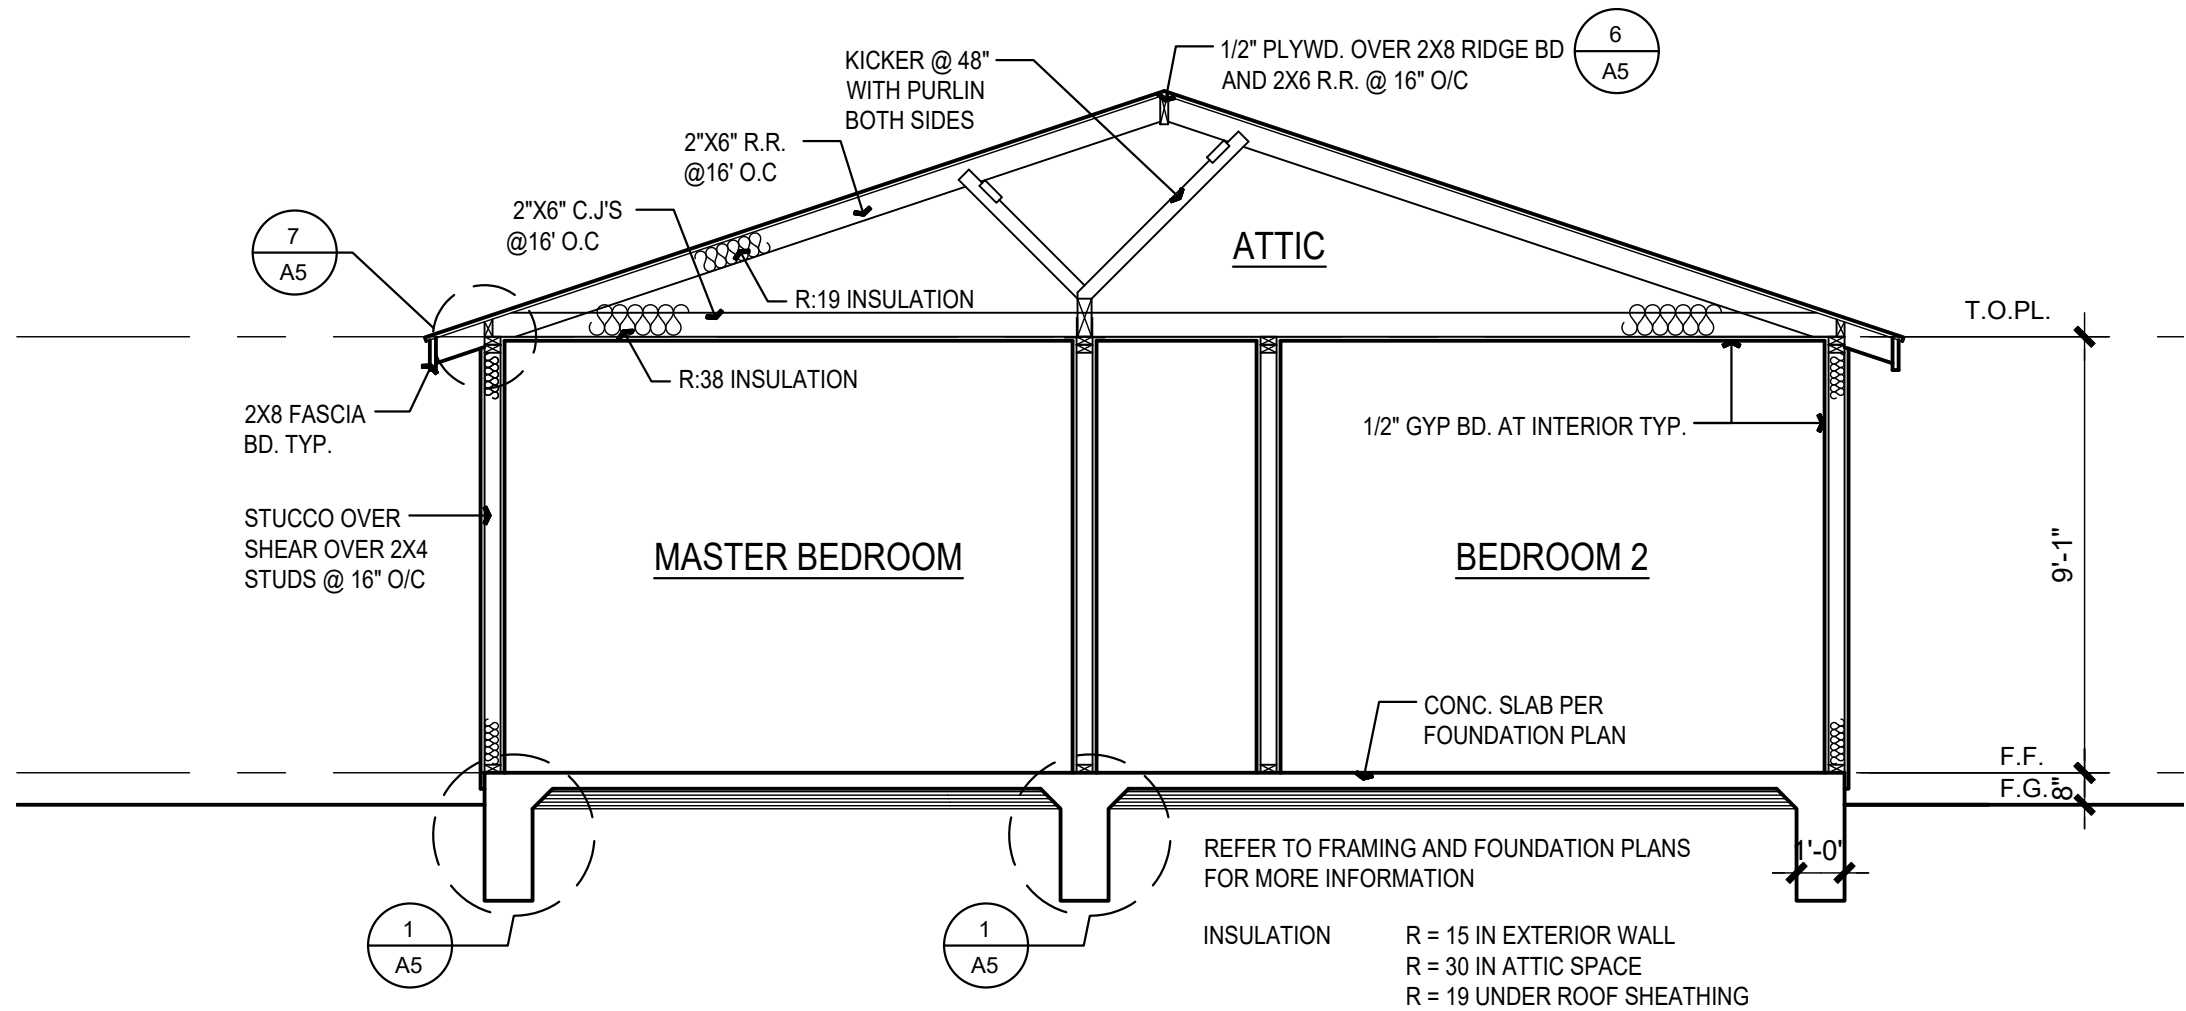 KICKER @ 48"
WITH PURLIN
BOTH SIDES
1/2" PLYWD. OVER 2X8 RIDGE BD
AND 2X6 R.R. @ 16" O/C
6
A5
2"X6" R.R.
@16' O.C
2"X6" C.J'S
@16' O.C
7
A5
ATTIC
R:19 INSULATION
T.O.PL.
R:38 INSULATION
2X8 FASCIA
BD. TYP.
1/2" GYP BD. AT INTERIOR TYP.
STUCCO OVER
SHEAR OVER 2X4
STUDS @ 16" O/C
MASTER BEDROOM
BEDROOM 2
9'-1"
CONC. SLAB PER
FOUNDATION PLAN
F.F.
F.G.
8"
REFER TO FRAMING AND FOUNDATION PLANS
FOR MORE INFORMATION
1'-0"
1
A5
1
A5
INSULATION R = 15 IN EXTERIOR WALL
R = 30 IN ATTIC SPACE
R = 19 UNDER ROOF SHEATHING